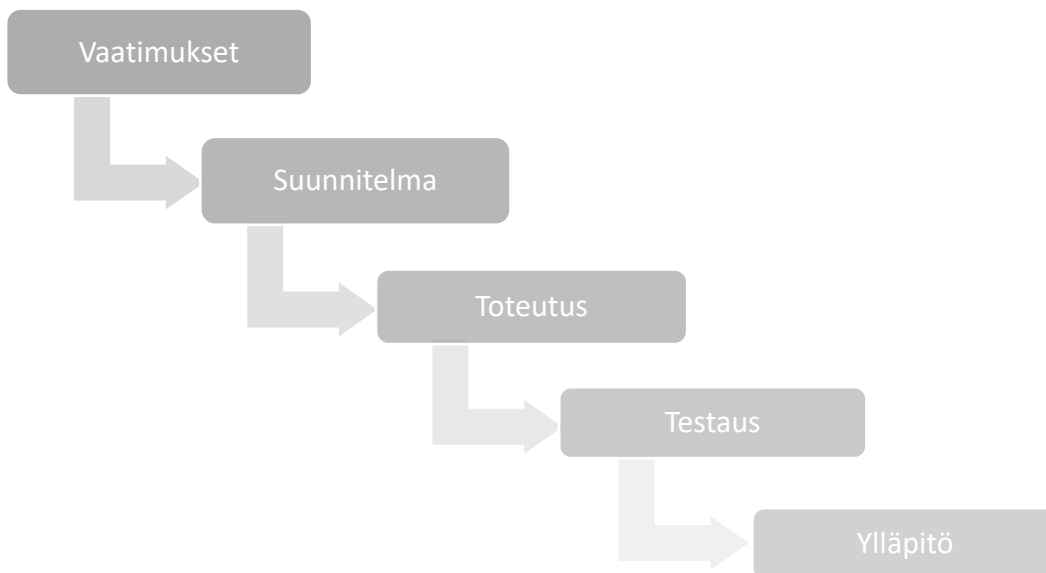 Vaatimukset
Suunnitelma
Toteutus
Testaus
Ylläpitö